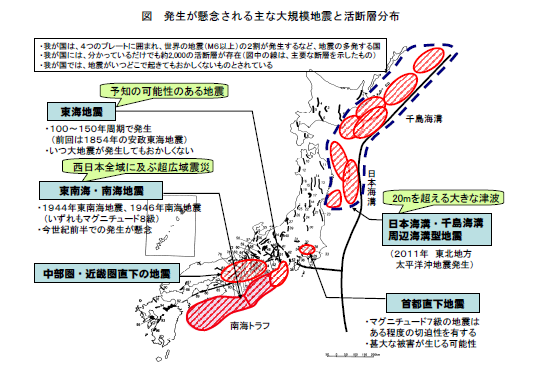 図　発生が懸念される主な大規模地震と活断層分布
・我が国は、４つのプレートに囲まれ、世界の地震（Ｍ６以上）の２割が発生するなど、地震の多発する国
・我が国には、分かっているだけでも約2,000の活断層が存在（図中の線は、主要な断層を示したもの）
・我が国では、地震がいつどこで起きてもおかしくないものとされている
予知の可能性のある地震
東海地震
・100～150年周期で発生
（前回は1854年の安政東海地震）
・いつ大地震が発生してもおかしくない
西日本全域に及ぶ超広域震災
東南海・南海地震
・1944年東南海地震、1946年南海地震
（いずれもマグニチュード８級）
・今世紀前半での発生が懸念
中部圏・近畿圏直下の地震
南海トラフ
千島海溝
日本海溝
20mを超える大きな津波
日本海溝・千島海溝
周辺海溝型地震
（2011年　東北地方
太平洋沖地震発生）
首都直下地震
・マグニチュード７級の地震は
ある程度の切迫性を有する
・甚大な被害が生じる可能性